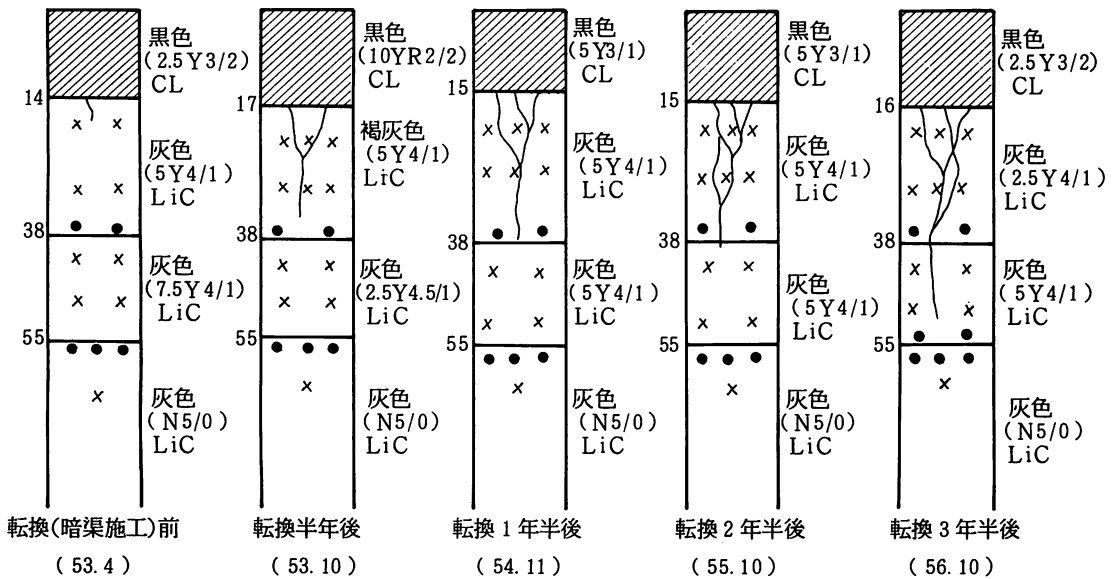 黒色
(2.5Y3/2)
CL
14
灰色
(5Y4/1)
LiC
38
灰色
(7.5Y4/1)
LiC
55
灰色
(N5/0)
LiC
転換(暗渠施工)前
(53.4)
黒色
(10YR2/2)
CL
17
褐灰色
(5Y4/1)
LiC
38
灰色
(2.5Y4.5/1)
LiC
55
灰色
(N5/0)
LiC
転換半年後
(53.10)
黒色
(5Y3/1)
CL
15
灰色
(5Y4/1)
LiC
38
灰色
(5Y4/1)
LiC
55
灰色
(N5/0)
LiC
転換1年半後
(54.11)
黒色
(5Y3/1)
CL
15
灰色
(5Y4/1)
LiC
38
灰色
(5Y4/1)
LiC
55
灰色
(N5/0)
LiC
転換2年半後
(55.10)
黒色
(2.5Y3/2)
CL
16
灰色
(2.5Y4/1)
LiC
38
灰色
(5Y4/1)
LiC
55
灰色
(N5/0)
LiC
転換3年半後
(56.10)